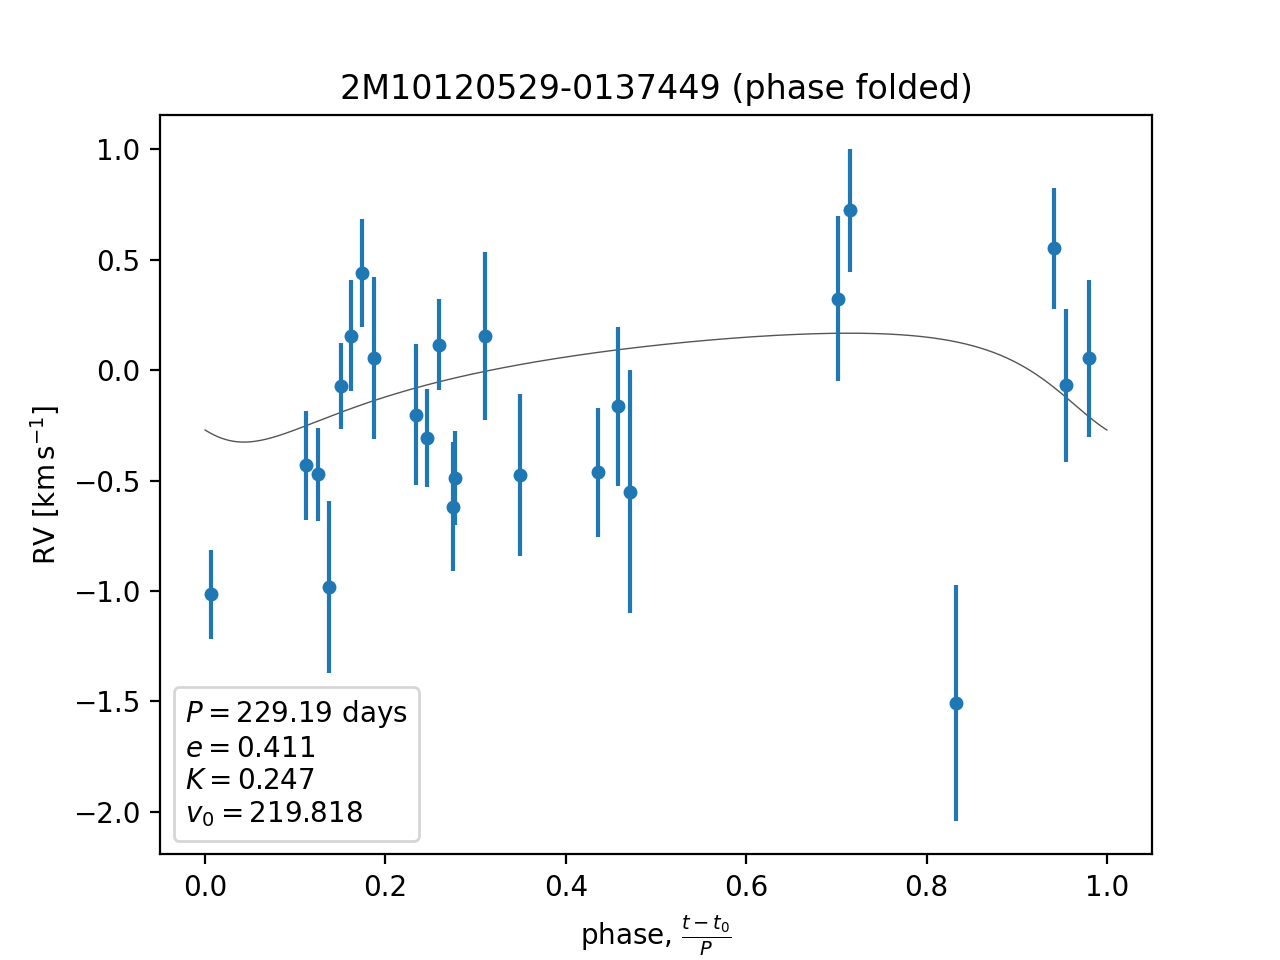 2M10120529-0137449 (phase folded)
1.0
0.5
0.0
−0.5
−1.0
−1.5
−2.0
RV [km s⁻¹]
P = 229.19 days
e = 0.411
K = 0.247
v₀ = 219.818
0.0 0.2 0.4 0.6 0.8 1.0
phase, (t − t₀)/P